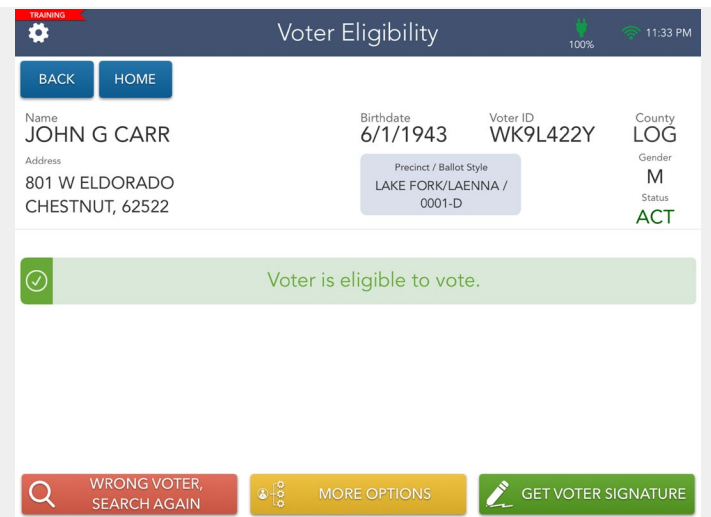 TRAINING
Voter Eligibility
100%
11:33 PM
BACK
HOME
Name
JOHN G CARR
Birthdate
6/1/1943
Voter ID
WK9L422Y
County
LOG
Address
801 W ELDORADO
CHESTNUT, 62522
Precinct / Ballot Style
LAKE FORK/LAENNA /
0001-D
Gender
M
Status
ACT
Voter is eligible to vote.
WRONG VOTER,
SEARCH AGAIN
MORE OPTIONS
GET VOTER SIGNATURE